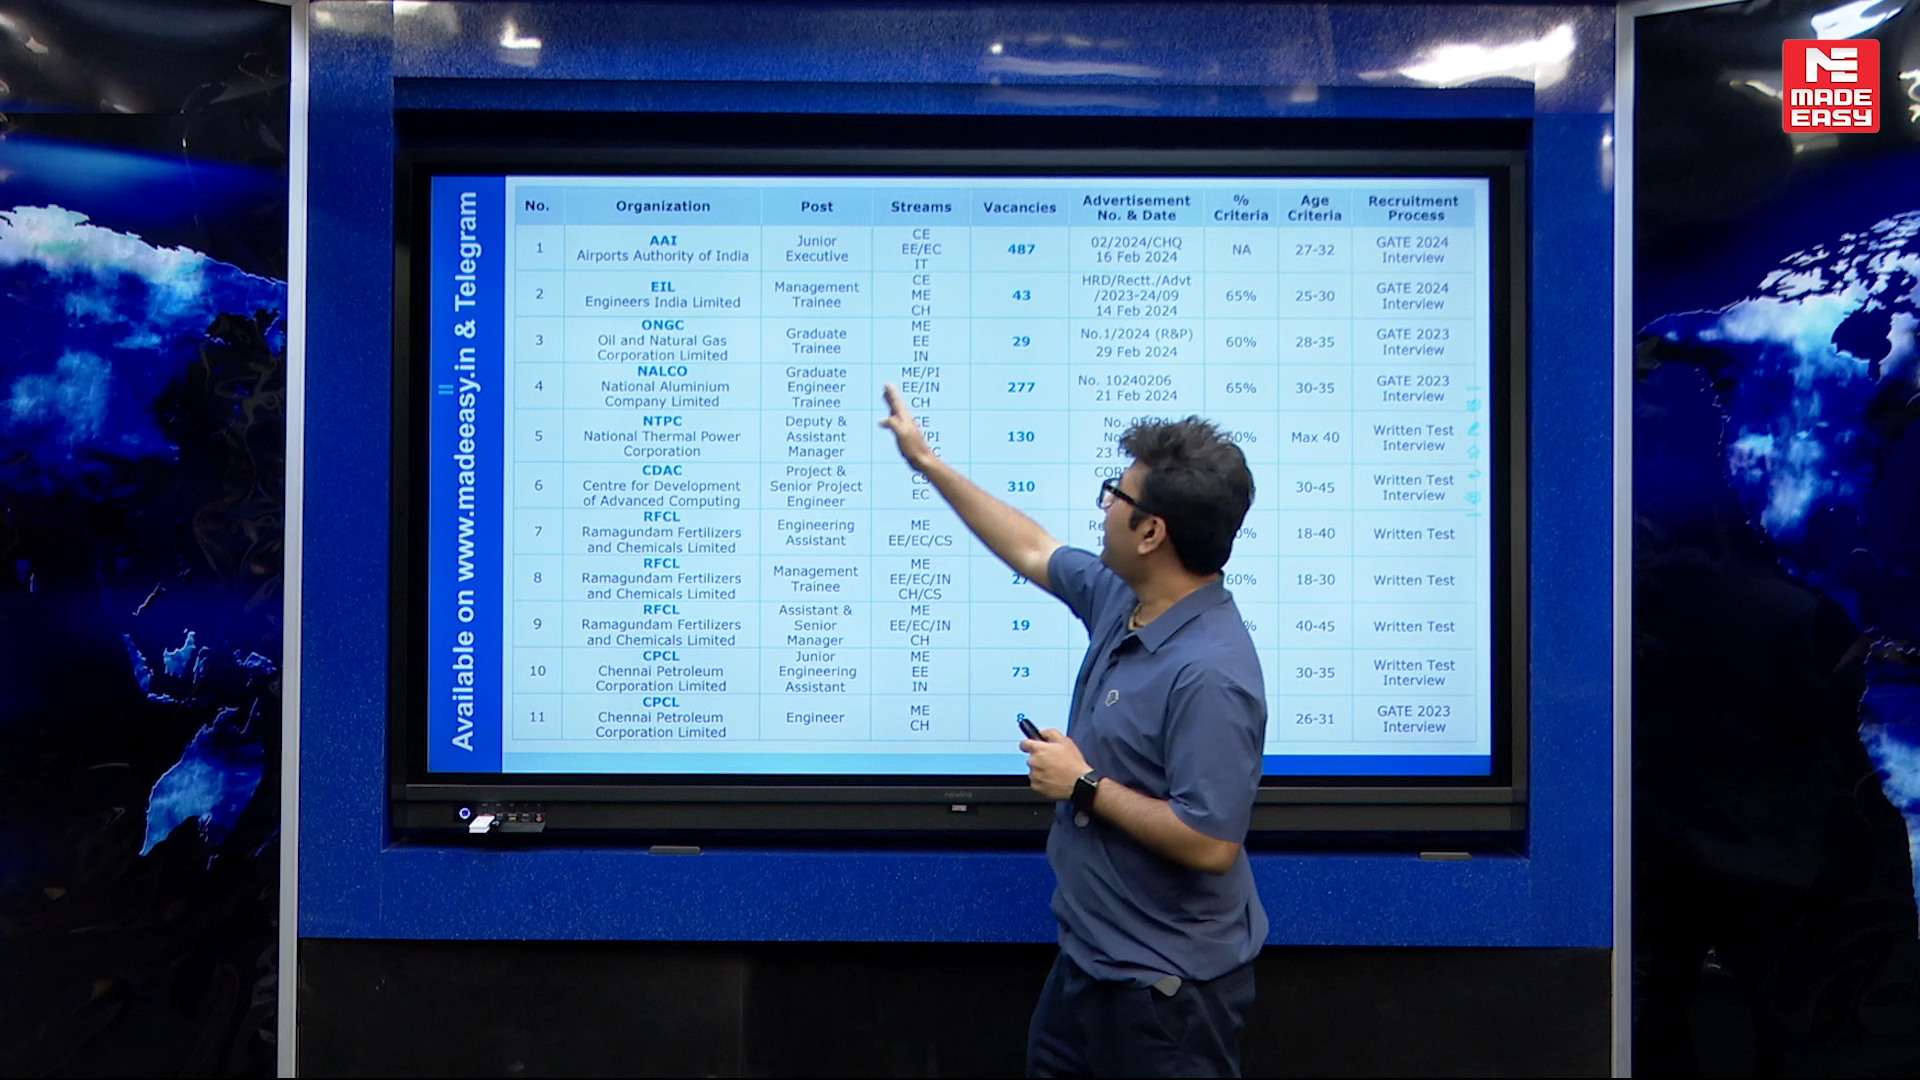 MADE
EASY
Available on www.madeeasy.in & Telegram
No. Organization Post Streams Vacancies Advertisement No. & Date % Criteria Age Criteria Recruitment Process
1 AAI Airports Authority of India Junior Executive CE EE/EC IT 487 02/2024/CHQ 16 Feb 2024 NA 27-32 GATE 2024 Interview
2 EIL Engineers India Limited Management Trainee CE ME CH 43 HRD/Rectt./Advt /2023-24/09 14 Feb 2024 65% 25-30 GATE 2024 Interview
3 ONGC Oil and Natural Gas Corporation Limited Graduate Trainee ME EE IN 29 No.1/2024 (R&P) 29 Feb 2024 60% 28-35 GATE 2023 Interview
4 NALCO National Aluminium Company Limited Graduate Engineer Trainee ME/PI EE/IN CH 277 No. 10240206 21 Feb 2024 65% 30-35 GATE 2023 Interview
5 NTPC National Thermal Power Corporation Deputy & Assistant Manager 130 No. 23 Max 40 Written Test Interview
6 CDAC Centre for Development of Advanced Computing Project & Senior Project Engineer CS EC 310 30-45 Written Test Interview
7 RFCL Ramagundam Fertilizers and Chemicals Limited Engineering Assistant ME EE/EC/CS 18-40 Written Test
8 RFCL Ramagundam Fertilizers and Chemicals Limited Management Trainee ME EE/EC/IN CH/CS 27 60% 18-30 Written Test
9 RFCL Ramagundam Fertilizers and Chemicals Limited Assistant & Senior Manager ME EE/EC/IN CH 19 40-45 Written Test
10 CPCL Chennai Petroleum Corporation Limited Junior Engineering Assistant ME EE IN 73 30-35 Written Test Interview
11 CPCL Chennai Petroleum Corporation Limited Engineer ME CH 26-31 GATE 2023 Interview